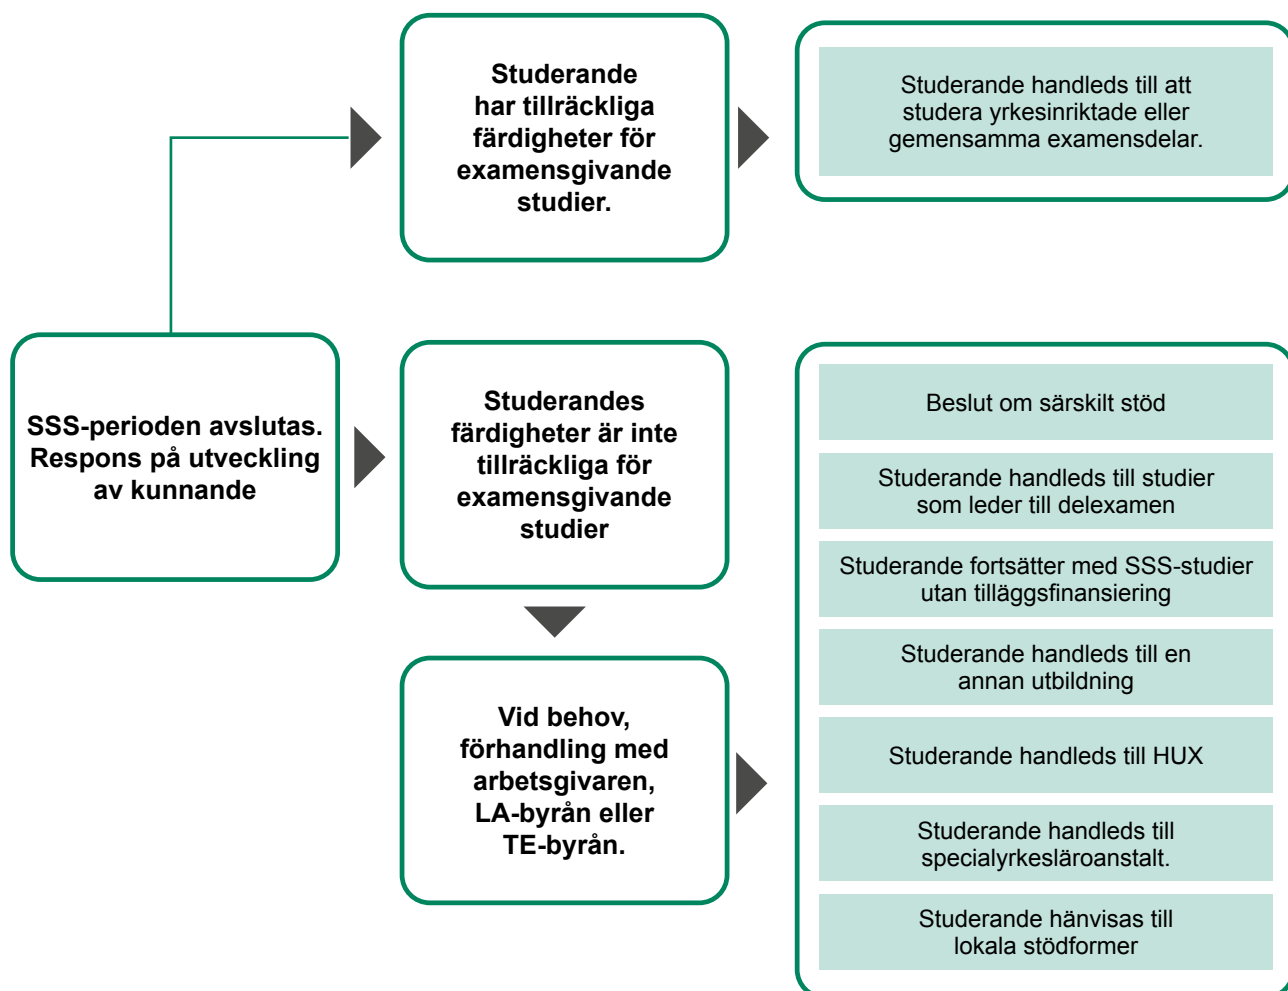 Studerande
har tillräckliga
färdigheter för
examensgivande
studier.
Studerande handleds till att
studera yrkesinriktade eller
gemensamma examensdelar.
SSS-perioden avslutas.
Respons på utveckling
av kunnande
Studerandes
färdigheter är inte
tillräckliga för
examensgivande
studier
Vid behov,
förhandling med
arbetsgivaren,
LA-byrån eller
TE-byrån.
Beslut om särskilt stöd
Studerande handleds till studier
som leder till delexamen
Studerande fortsätter med SSS-studier
utan tilläggsfinansiering
Studerande handleds till en
annan utbildning
Studerande handleds till HUX
Studerande handleds till
specialyrkesläroanstalt.
Studerande hänvisas till
lokala stödformer